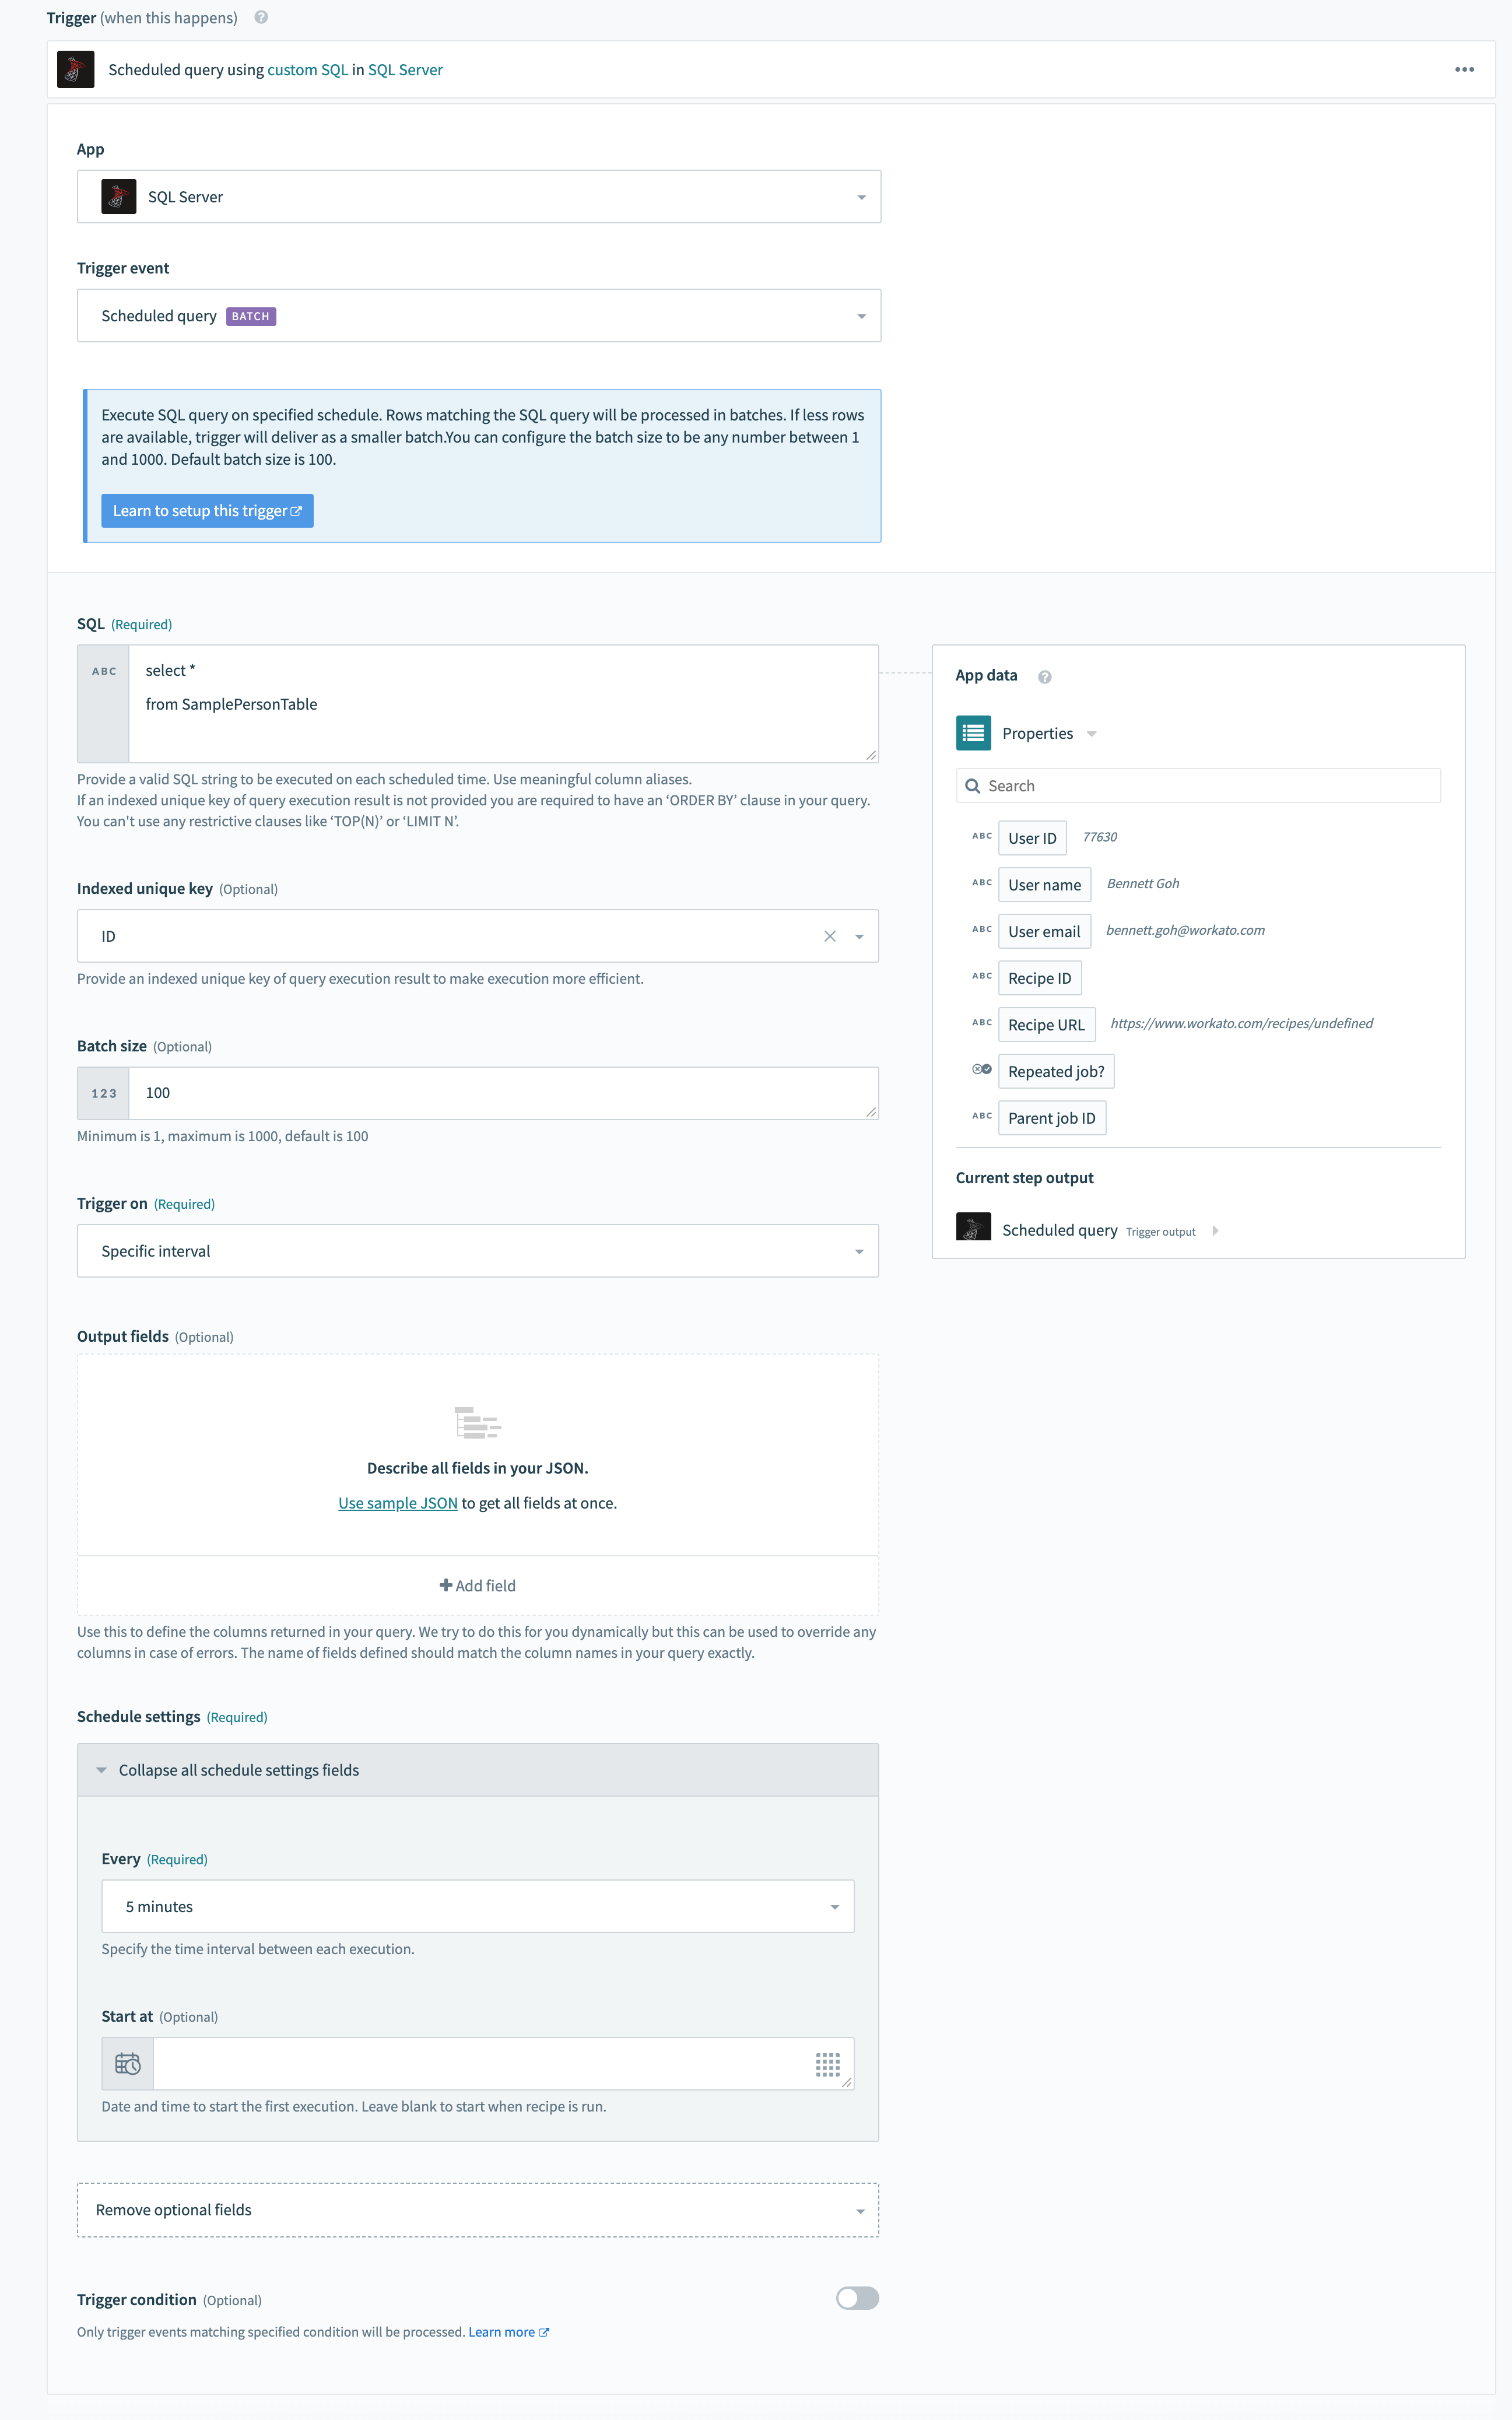 Trigger (when this happens)
Scheduled query using custom SQL in SQL Server
App
SQL Server
Trigger event
Scheduled query BATCH
Execute SQL query on specified schedule. Rows matching the SQL query will be processed in batches. If less rows
are available, trigger will deliver as a smaller batch.You can configure the batch size to be any number between 1
and 1000. Default batch size is 100.
Learn to setup this trigger
SQL (Required)
ABC
select *
from SamplePersonTable
Provide a valid SQL string to be executed on each scheduled time. Use meaningful column aliases.
If an indexed unique key of query execution result is not provided you are required to have an ‘ORDER BY’ clause in your query.
You can't use any restrictive clauses like ‘TOP(N)’ or ‘LIMIT N’.
Indexed unique key (Optional)
ID
Provide an indexed unique key of query execution result to make execution more efficient.
Batch size (Optional)
123 100
Minimum is 1, maximum is 1000, default is 100
Trigger on (Required)
Specific interval
Output fields (Optional)
Describe all fields in your JSON.
Use sample JSON to get all fields at once.
Add field
Use this to define the columns returned in your query. We try to do this for you dynamically but this can be used to override any
columns in case of errors. The name of fields defined should match the column names in your query exactly.
Schedule settings (Required)
Collapse all schedule settings fields
Every (Required)
5 minutes
Specify the time interval between each execution.
Start at (Optional)
Date and time to start the first execution. Leave blank to start when recipe is run.
Remove optional fields
Trigger condition (Optional)
Only trigger events matching specified condition will be processed. Learn more
App data
Properties
Search
ABC User ID 77630
ABC User name Bennett Goh
ABC User email bennett.goh@workato.com
ABC Recipe ID
ABC Recipe URL https://www.workato.com/recipes/undefined
Repeated job?
ABC Parent job ID
Current step output
Scheduled query Trigger output